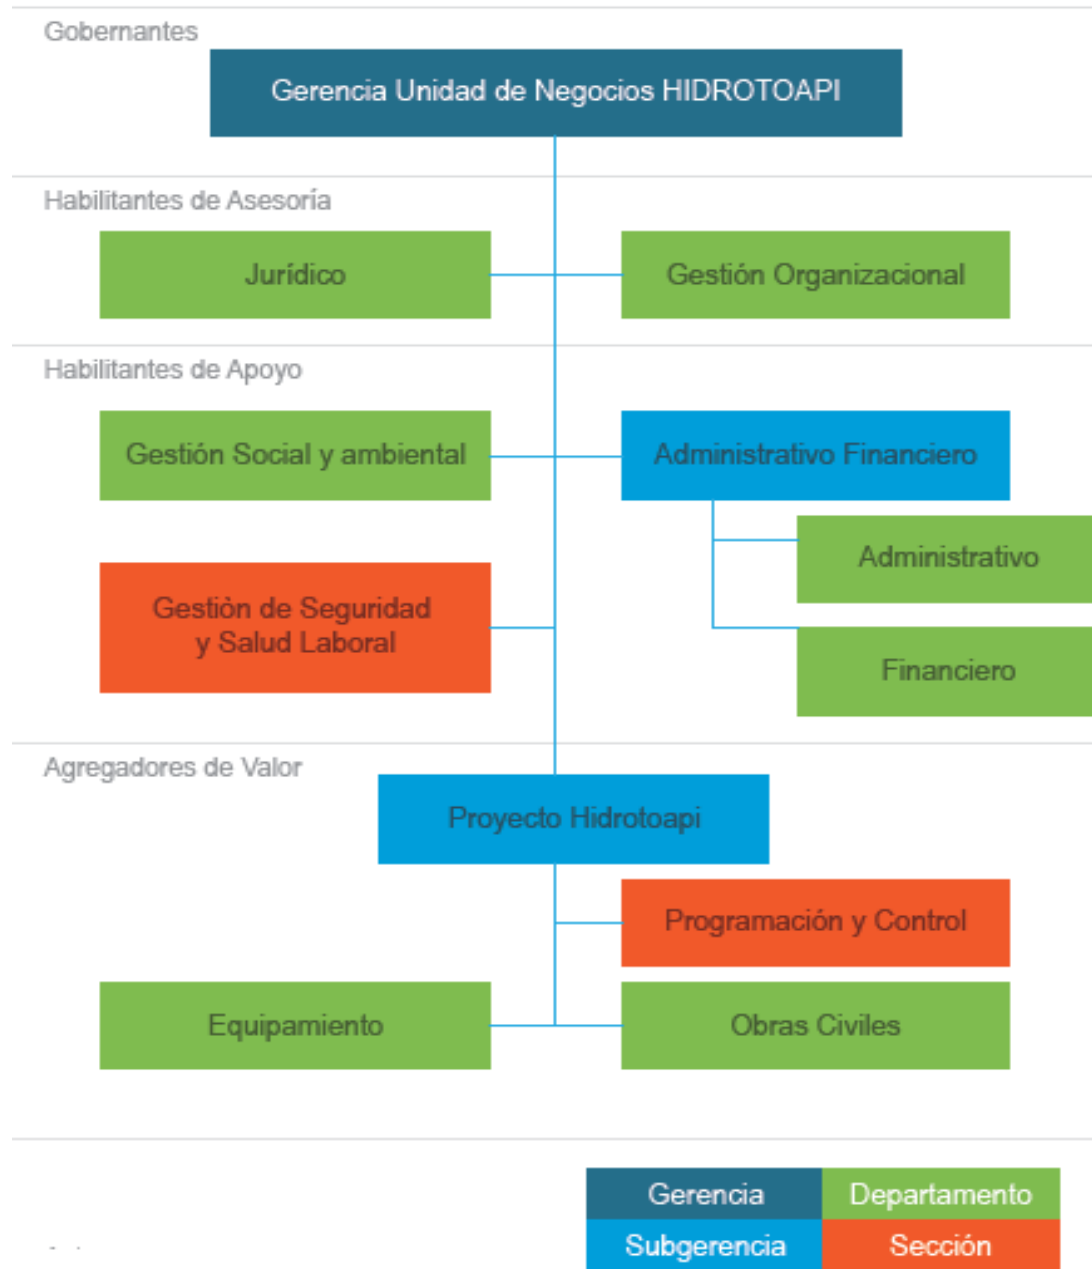 Gobernantes
Gerencia Unidad de Negocios HIDROTOAPI
Habilitantes de Asesoría
Jurídico
Gestión Organizacional
Habilitantes de Apoyo
Gestión Social y ambiental
Administrativo Financiero
Administrativo
Gestiòn de Seguridad
y Salud Laboral
Financiero
Agregadores de Valor
Proyecto Hidrotoapi
Programación y Control
Equipamiento
Obras Civiles
Gerencia
Departamento
Subgerencia
Sección